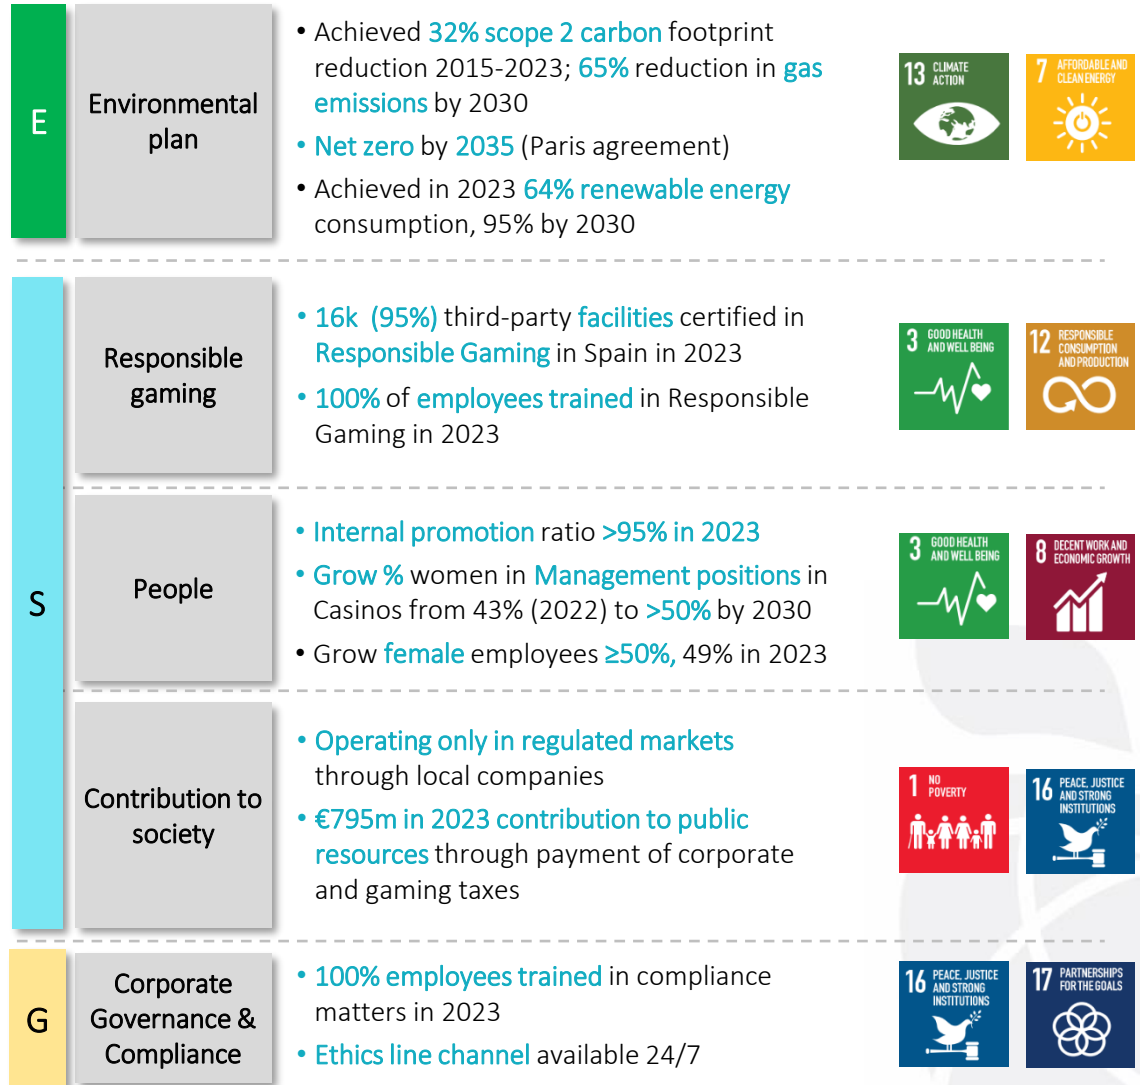 E
Environmental
plan
• Achieved 32% scope 2 carbon footprint
reduction 2015-2023; 65% reduction in gas
emissions by 2030
• Net zero by 2035 (Paris agreement)
• Achieved in 2023 64% renewable energy
consumption, 95% by 2030
13 CLIMATE
ACTION
7 AFFORDABLE AND
CLEAN ENERGY
S
Responsible
gaming
• 16k (95%) third-party facilities certified in
Responsible Gaming in Spain in 2023
• 100% of employees trained in Responsible
Gaming in 2023
3 GOOD HEALTH
AND WELL BEING
12 RESPONSIBLE
CONSUMPTION
AND PRODUCTION
People
• Internal promotion ratio >95% in 2023
• Grow % women in Management positions in
Casinos from 43% (2022) to >50% by 2030
• Grow female employees ≥50%, 49% in 2023
3 GOOD HEALTH
AND WELL BEING
8 DECENT WORK AND
ECONOMIC GROWTH
Contribution to
society
• Operating only in regulated markets
through local companies
• €795m in 2023 contribution to public
resources through payment of corporate
and gaming taxes
1 NO
POVERTY
16 PEACE, JUSTICE
AND STRONG
INSTITUTIONS
G
Corporate
Governance &
Compliance
• 100% employees trained in compliance
matters in 2023
• Ethics line channel available 24/7
16 PEACE, JUSTICE
AND STRONG
INSTITUTIONS
17 PARTNERSHIPS
FOR THE GOALS